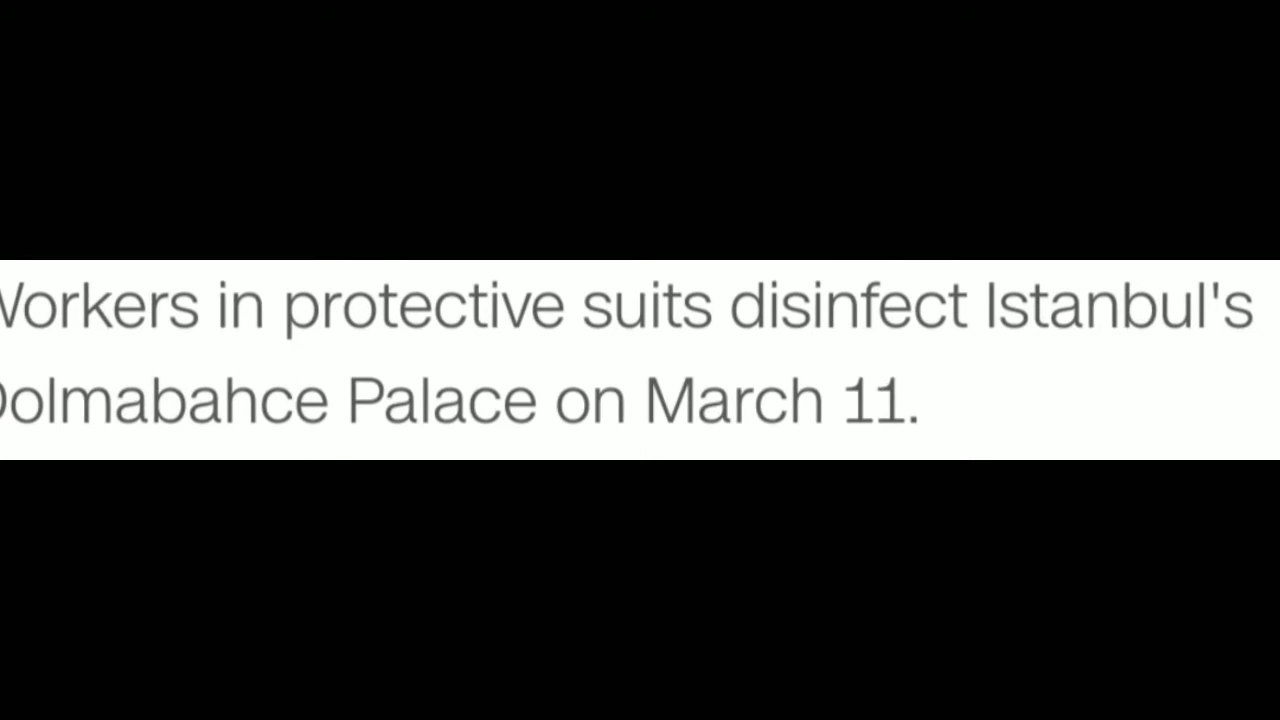 Workers in protective suits disinfect Istanbul's
Dolmabahce Palace on March 11.